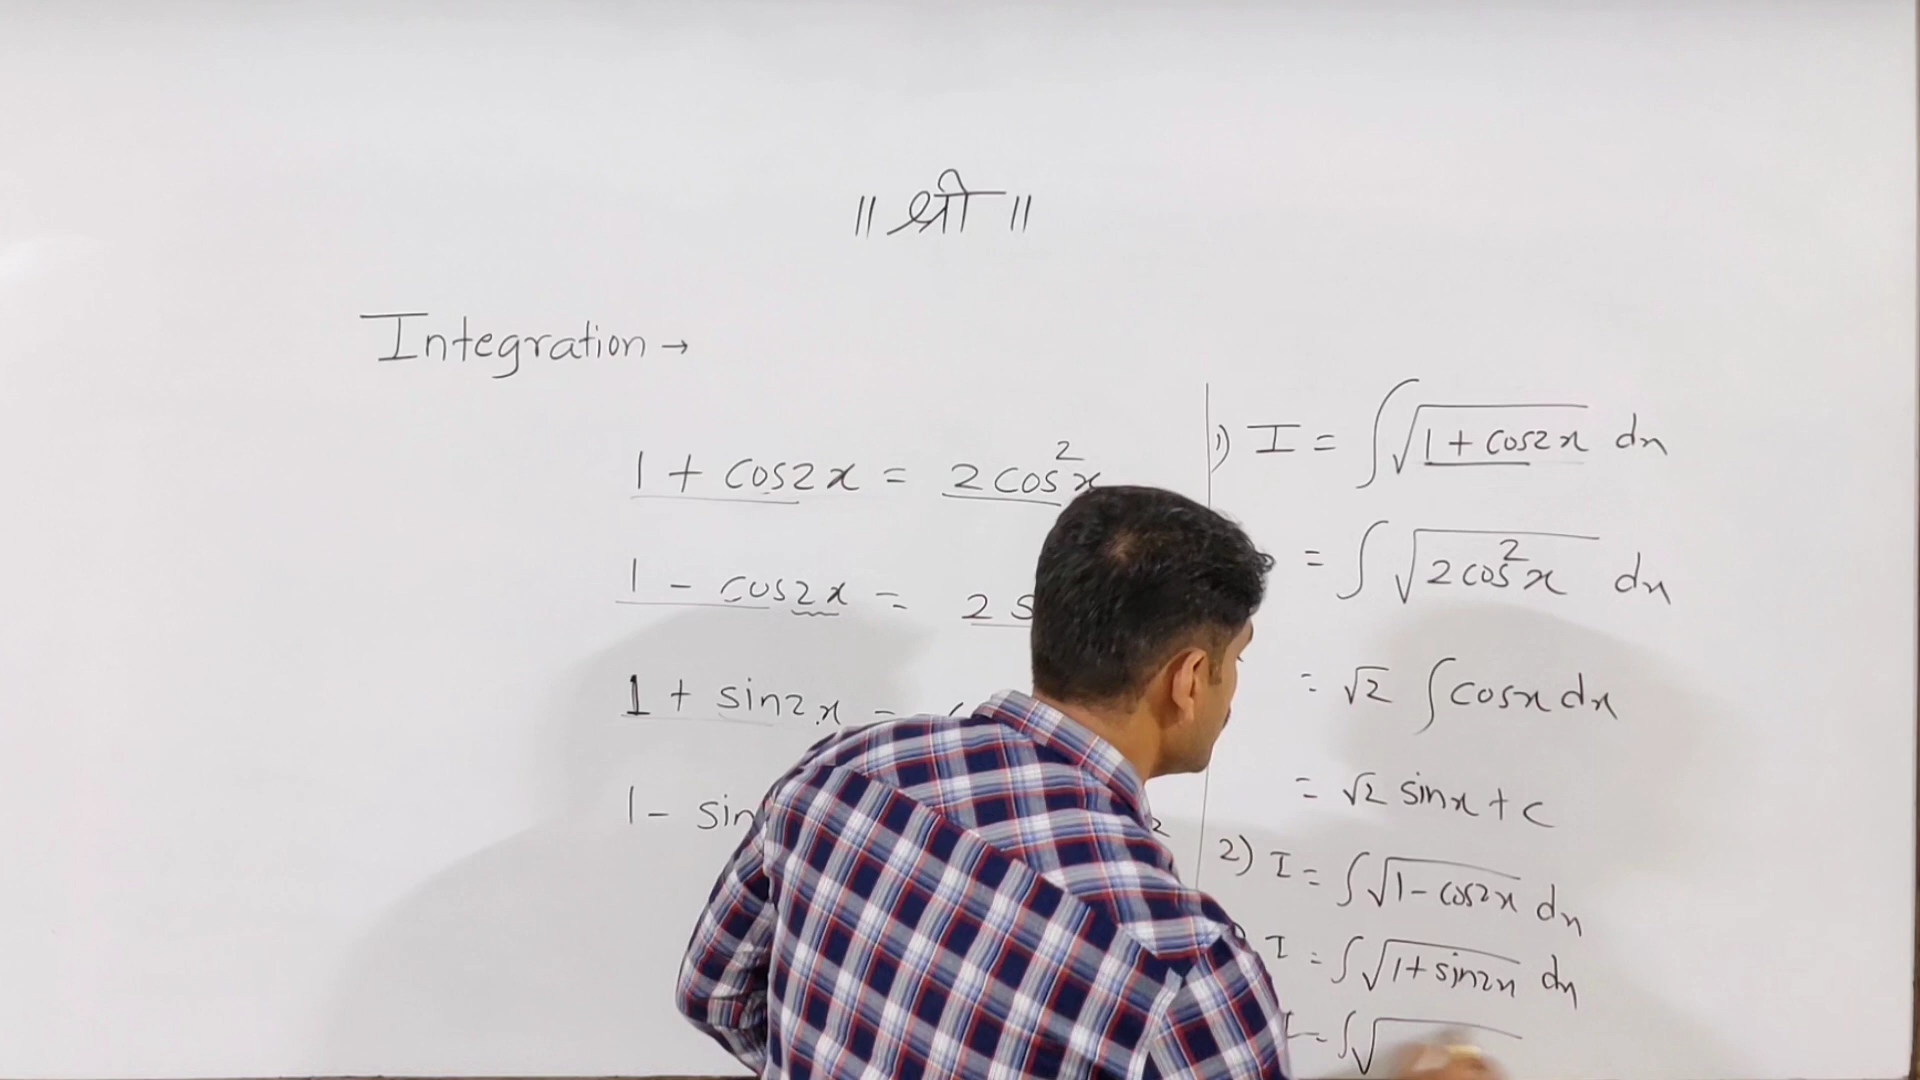 ॥ श्री ॥
Integration →
1 + cos2x = 2cos²x
1 - cos2x = 2 s
1 + sin2x = (
1 - sin
2
1) I = ∫√(1 + cos2x) dx
= ∫√(2cos²x) dx
= √2 ∫cosx dx
= √2 sinx + c
2) I = ∫√(1 - cos2x) dx
) I = ∫√(1 + sin2x) dx
I = ∫√